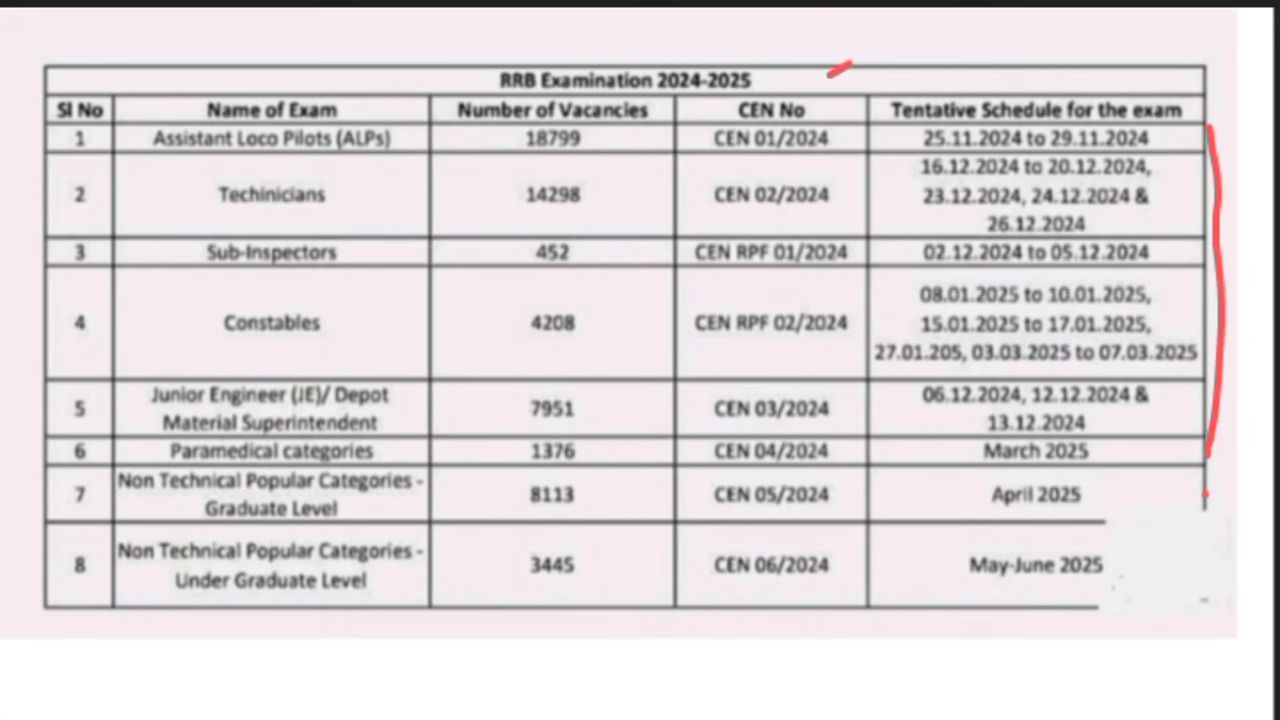 RRB Examination 2024-2025
Sl No Name of Exam Number of Vacancies CEN No Tentative Schedule for the exam
1 Assistant Loco Pilots (ALPs) 18799 CEN 01/2024 25.11.2024 to 29.11.2024
2 Techinicians 14298 CEN 02/2024 16.12.2024 to 20.12.2024,
23.12.2024, 24.12.2024 &
26.12.2024
3 Sub-Inspectors 452 CEN RPF 01/2024 02.12.2024 to 05.12.2024
4 Constables 4208 CEN RPF 02/2024 08.01.2025 to 10.01.2025,
15.01.2025 to 17.01.2025,
27.01.205, 03.03.2025 to 07.03.2025
5 Junior Engineer (JE)/ Depot
Material Superintendent 7951 CEN 03/2024 06.12.2024, 12.12.2024 &
13.12.2024
6 Paramedical categories 1376 CEN 04/2024 March 2025
7 Non Technical Popular Categories -
Graduate Level 8113 CEN 05/2024 April 2025
8 Non Technical Popular Categories -
Under Graduate Level 3445 CEN 06/2024 May-June 2025